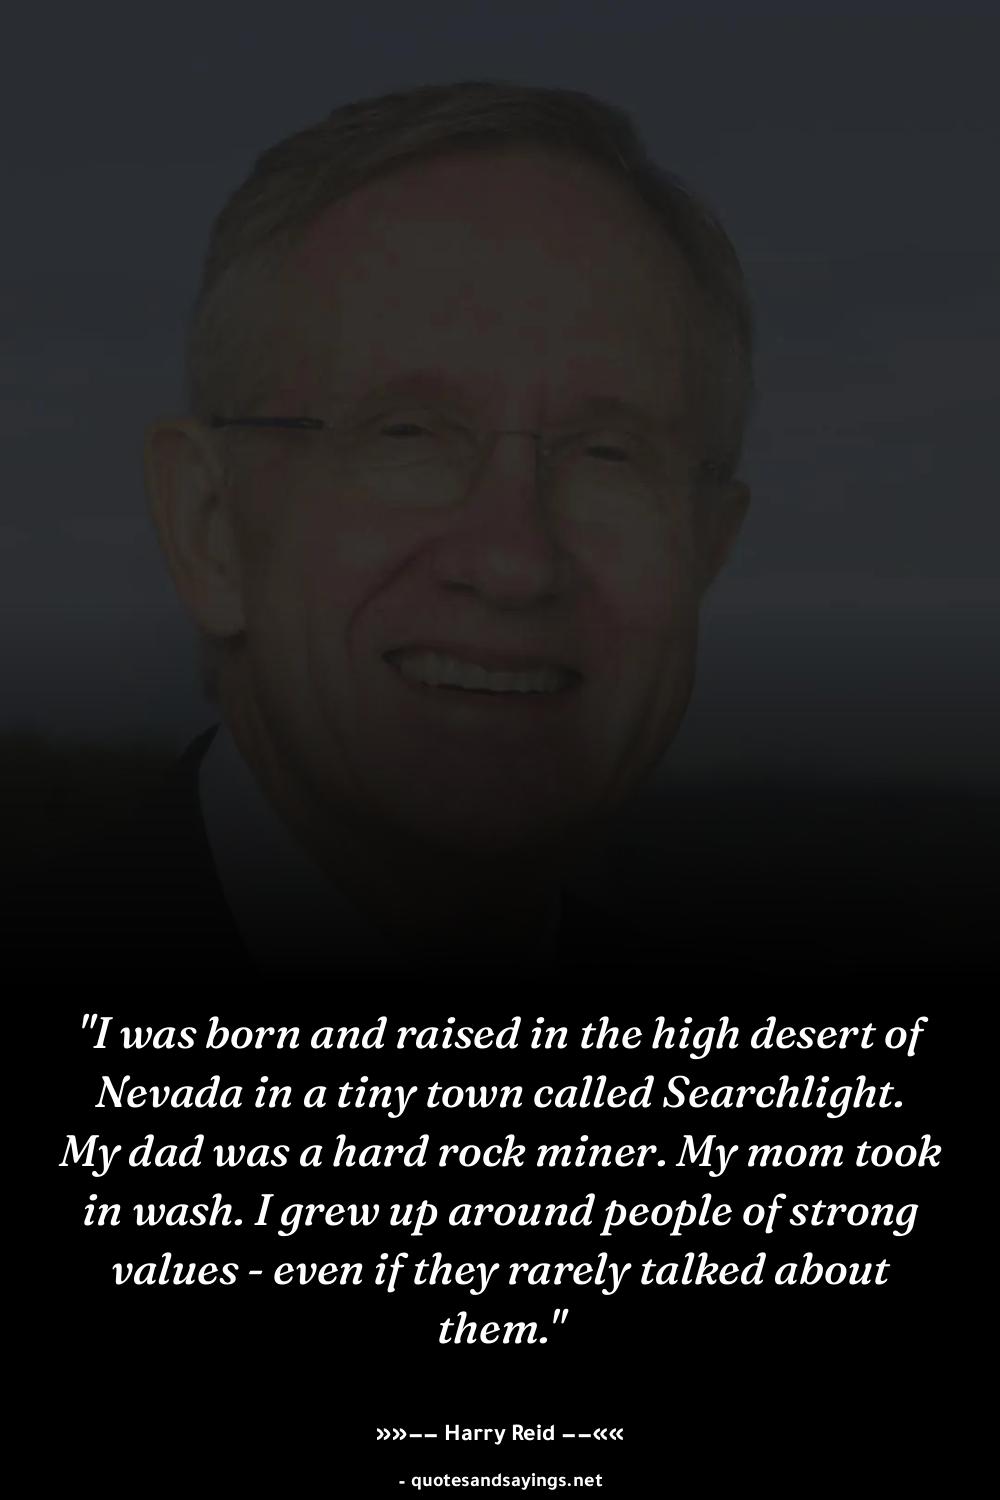 "I was born and raised in the high desert of
Nevada in a tiny town called Searchlight.
My dad was a hard rock miner. My mom took
in wash. I grew up around people of strong
values - even if they rarely talked about
them."
»»—— Harry Reid ——««
- quotesandsayings.net